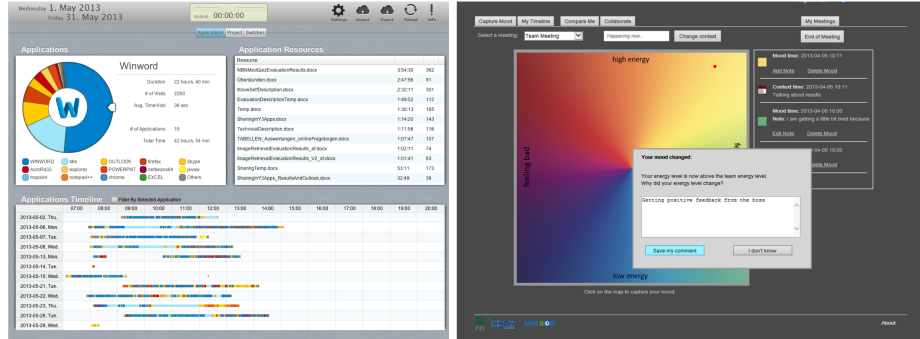 Wednesday 1. May 2013
Friday 31. May 2013
00:00:00
Settings Import Export Reload Info
Applications Project Switches
Applications
Winword
Duration 22 hours, 40 min
# of Visits 2260
Avg. Time/Visit 36 sec
# of Applications 15
Total Time 42 hours, 54 min
WINWORD Idle OUTLOOK firefox Skype
AcroRd32 explorer POWERPNT netbeans64 javaw
mspaint notepad++ chrome EXCEL Others
Application Resources
Resource
NBNMedQuizEvaluationResults.docx 3:54:30 362
Überstunden.docx 2:47:56 91
KnowSelfDescription.docx 2:32:11 301
EvaluationDescriptionTemp.docx 1:48:52 112
Temp.docx 1:30:13 165
SharingInY3Apps.docx 1:14:20 143
TechnicalDescription.docx 1:11:58 116
TABELLEN_Auswertungen_onlineFragebogen.docx 1:07:47 107
ImageRetrievalEvaluationResults_af.docx 1:02:11 74
ImageRetrievalEvaluationResults_V2_af.docx 1:01:41 83
SharingTemp.docx 53:11 173
SharingInY3Apps_ResultsAndOutlook.docx 32:49 38
Applications Timeline Filter By Selected Application
07:00 08:00 09:00 10:00 11:00 12:00 13:00 14:00 15:00 16:00 17:00 18:00 19:00 20:00
2013-05-02, Thu.
2013-05-06, Mon.
2013-05-07, Tue.
2013-05-08, Wed.
2013-05-13, Mon.
2013-05-14, Tue.
2013-05-15, Wed.
2013-05-21, Tue.
2013-05-22, Wed.
2013-05-23, Thu.
2013-05-28, Tue.
2013-05-29, Wed.
Capture Mood My Timeline Compare Me Collaborate My Meetings
Select a meeting: Team Meeting Happening now... Change context End of Meeting
high energy
feeling bad
low energy
Click on the map to capture your mood.
Mood time: 2013-04-05 10:11
Add Note Delete Mood
Context time: 2013-04-05 10:11
Talking about results
Mood time: 2013-04-05 10:00
Note: I am getting a little bit tired because
Edit Note Delete Mood
Your mood changed:
Your energy level is now above the team energy level.
Why did your energy level change?
Getting positive feedback from the boss
Save my comment I don't know
MIRROR
About